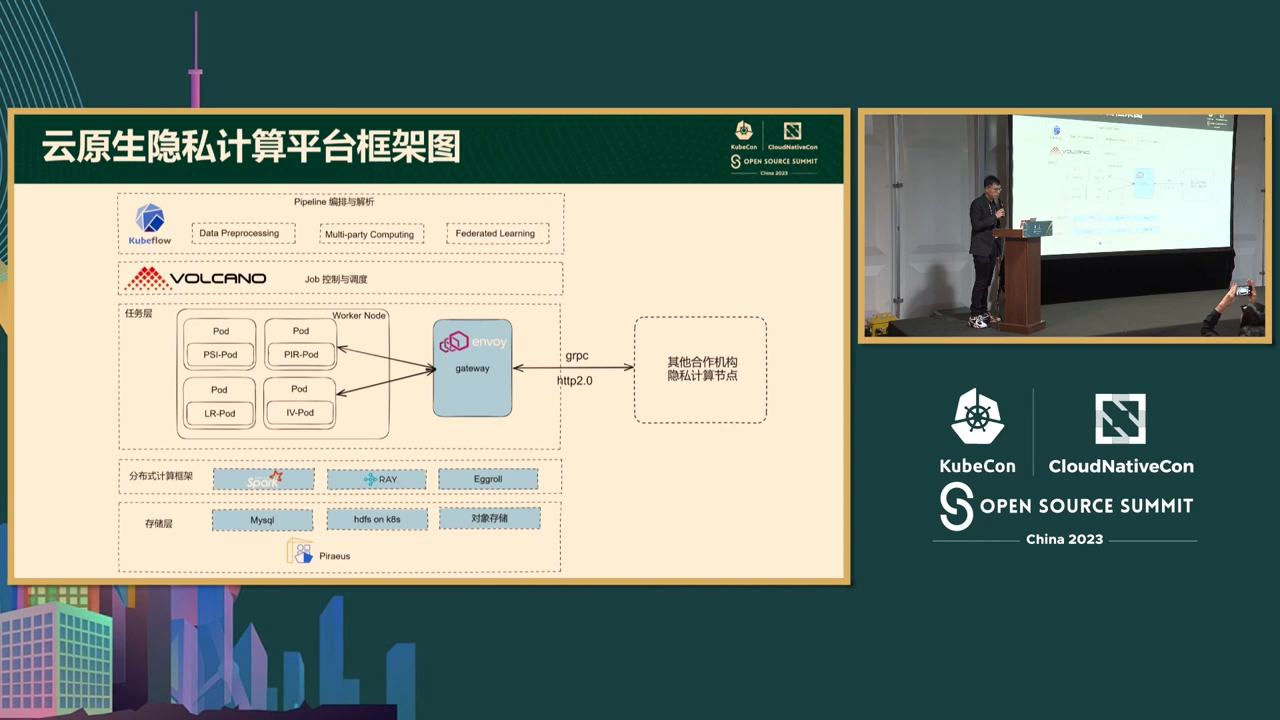 云原生隐私计算平台框架图
KubeCon
CloudNativeCon
OPEN SOURCE SUMMIT
China 2023
Pipeline 编排与解析
Kubeflow
Data Preprocessing
Multi-party Computing
Federated Learning
VOLCANO
Job 控制与调度
任务层
Worker Node
Pod
PSI-Pod
Pod
PIR-Pod
Pod
LR-Pod
Pod
IV-Pod
envoy
gateway
grpc
http2.0
其他合作机构
隐私计算节点
分布式计算框架
Spark
RAY
Eggroll
存储层
Mysql
hdfs on k8s
对象存储
Piraeus
VOLCANO
KubeCon
CloudNativeCon
OPEN SOURCE SUMMIT
China 2023